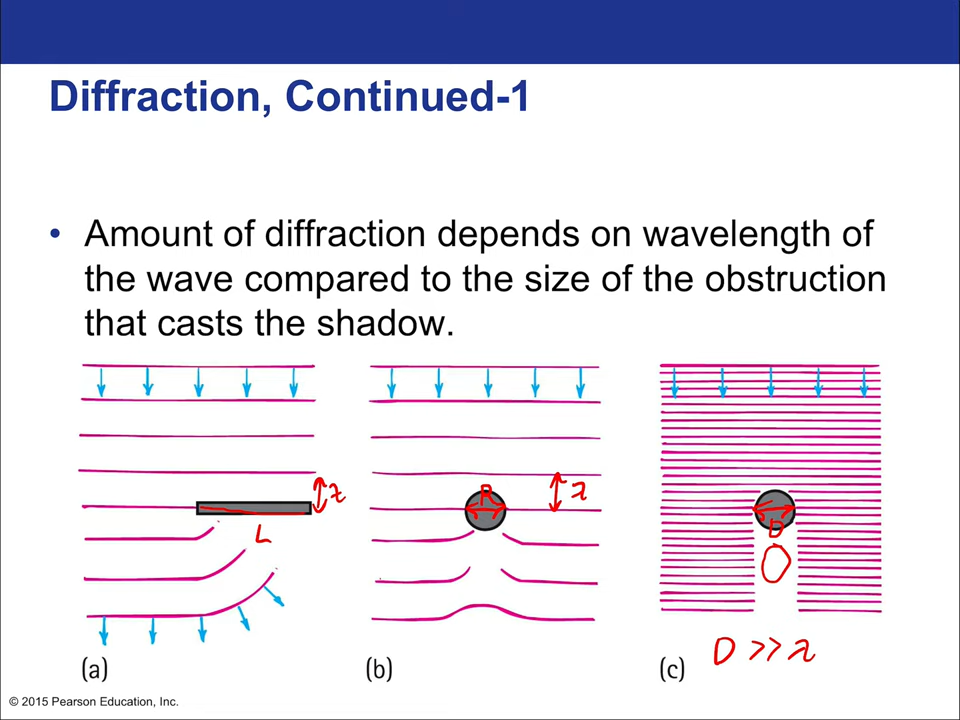 Diffraction, Continued-1
• Amount of diffraction depends on wavelength of
the wave compared to the size of the obstruction
that casts the shadow.
λ
L
D
λ
D
D >> λ
(a)
(b)
(c)
© 2015 Pearson Education, Inc.